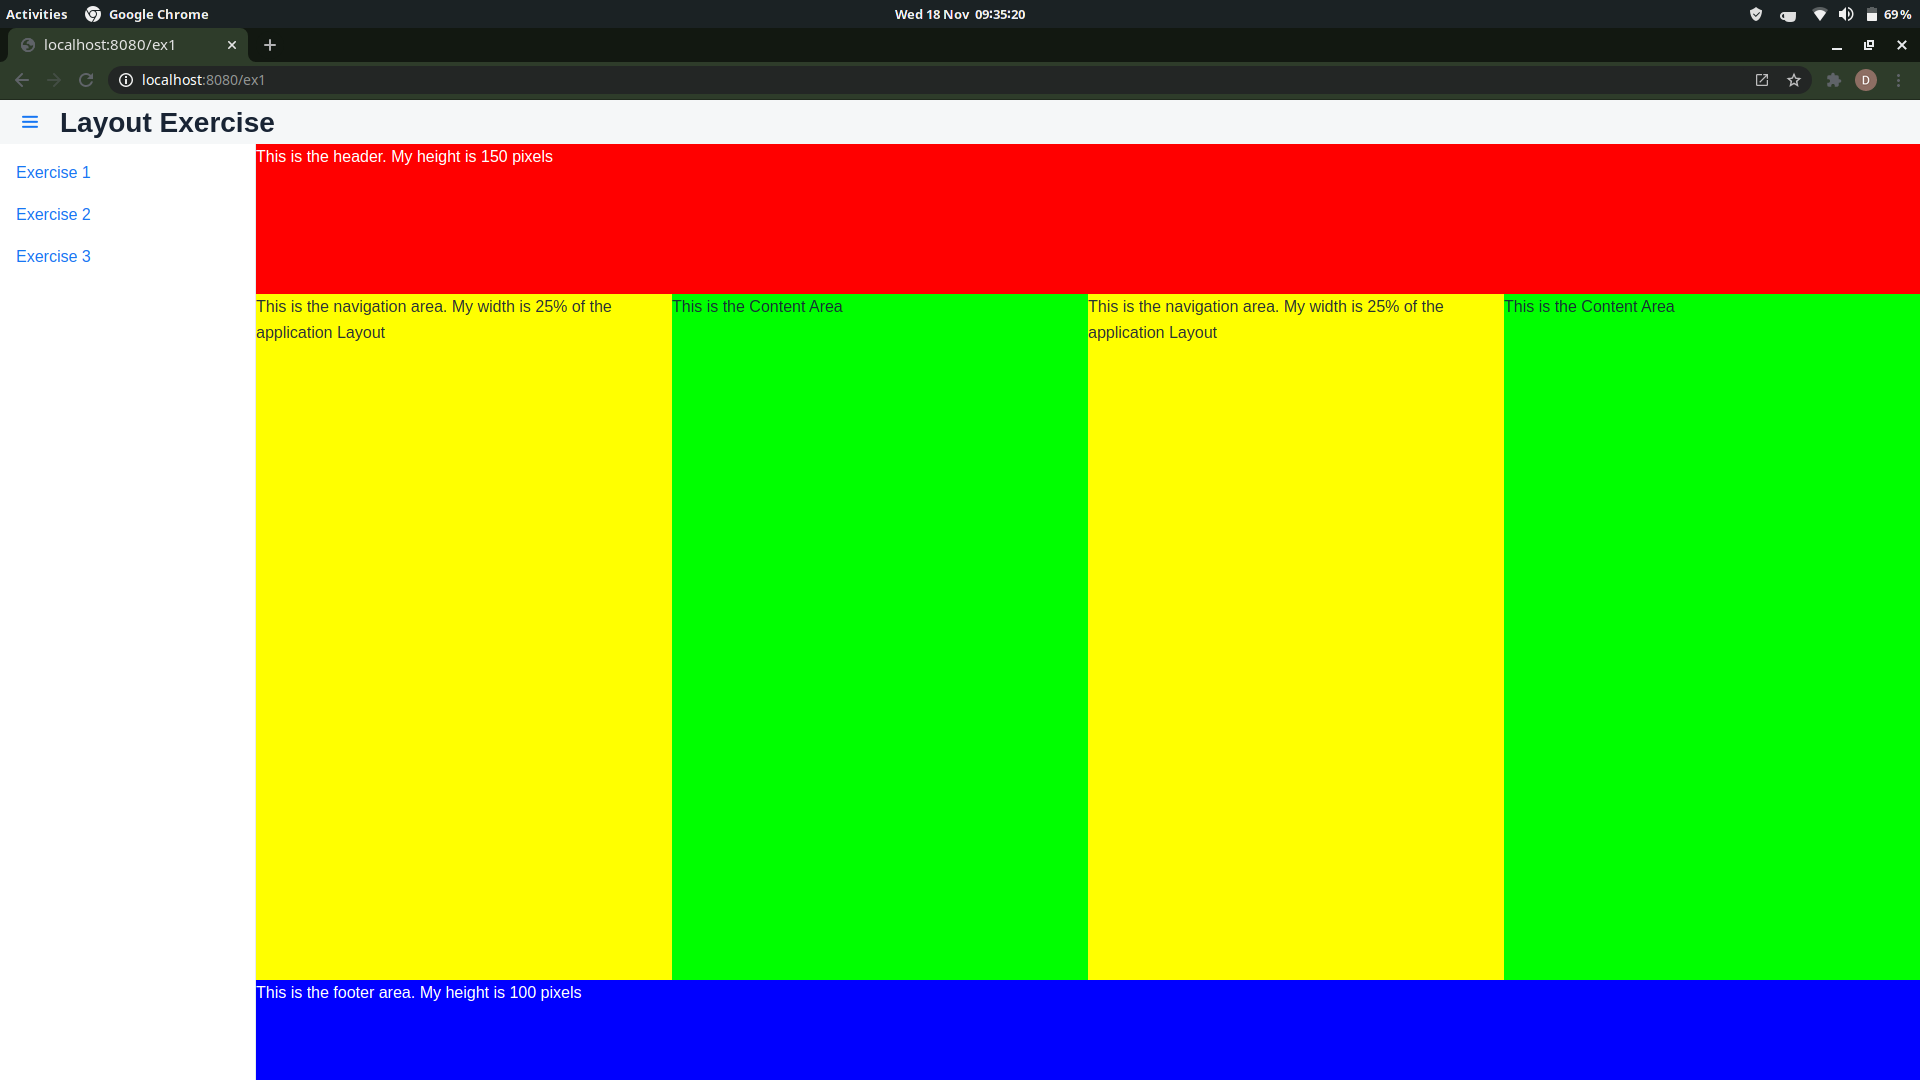 Activities Google Chrome Wed 18 Nov 09:35:20 69%
localhost:8080/ex1
localhost:8080/ex1 D
Layout Exercise
Exercise 1
Exercise 2
Exercise 3
This is the header. My height is 150 pixels
This is the navigation area. My width is 25% of the
application Layout
This is the Content Area
This is the navigation area. My width is 25% of the
application Layout
This is the Content Area
This is the footer area. My height is 100 pixels